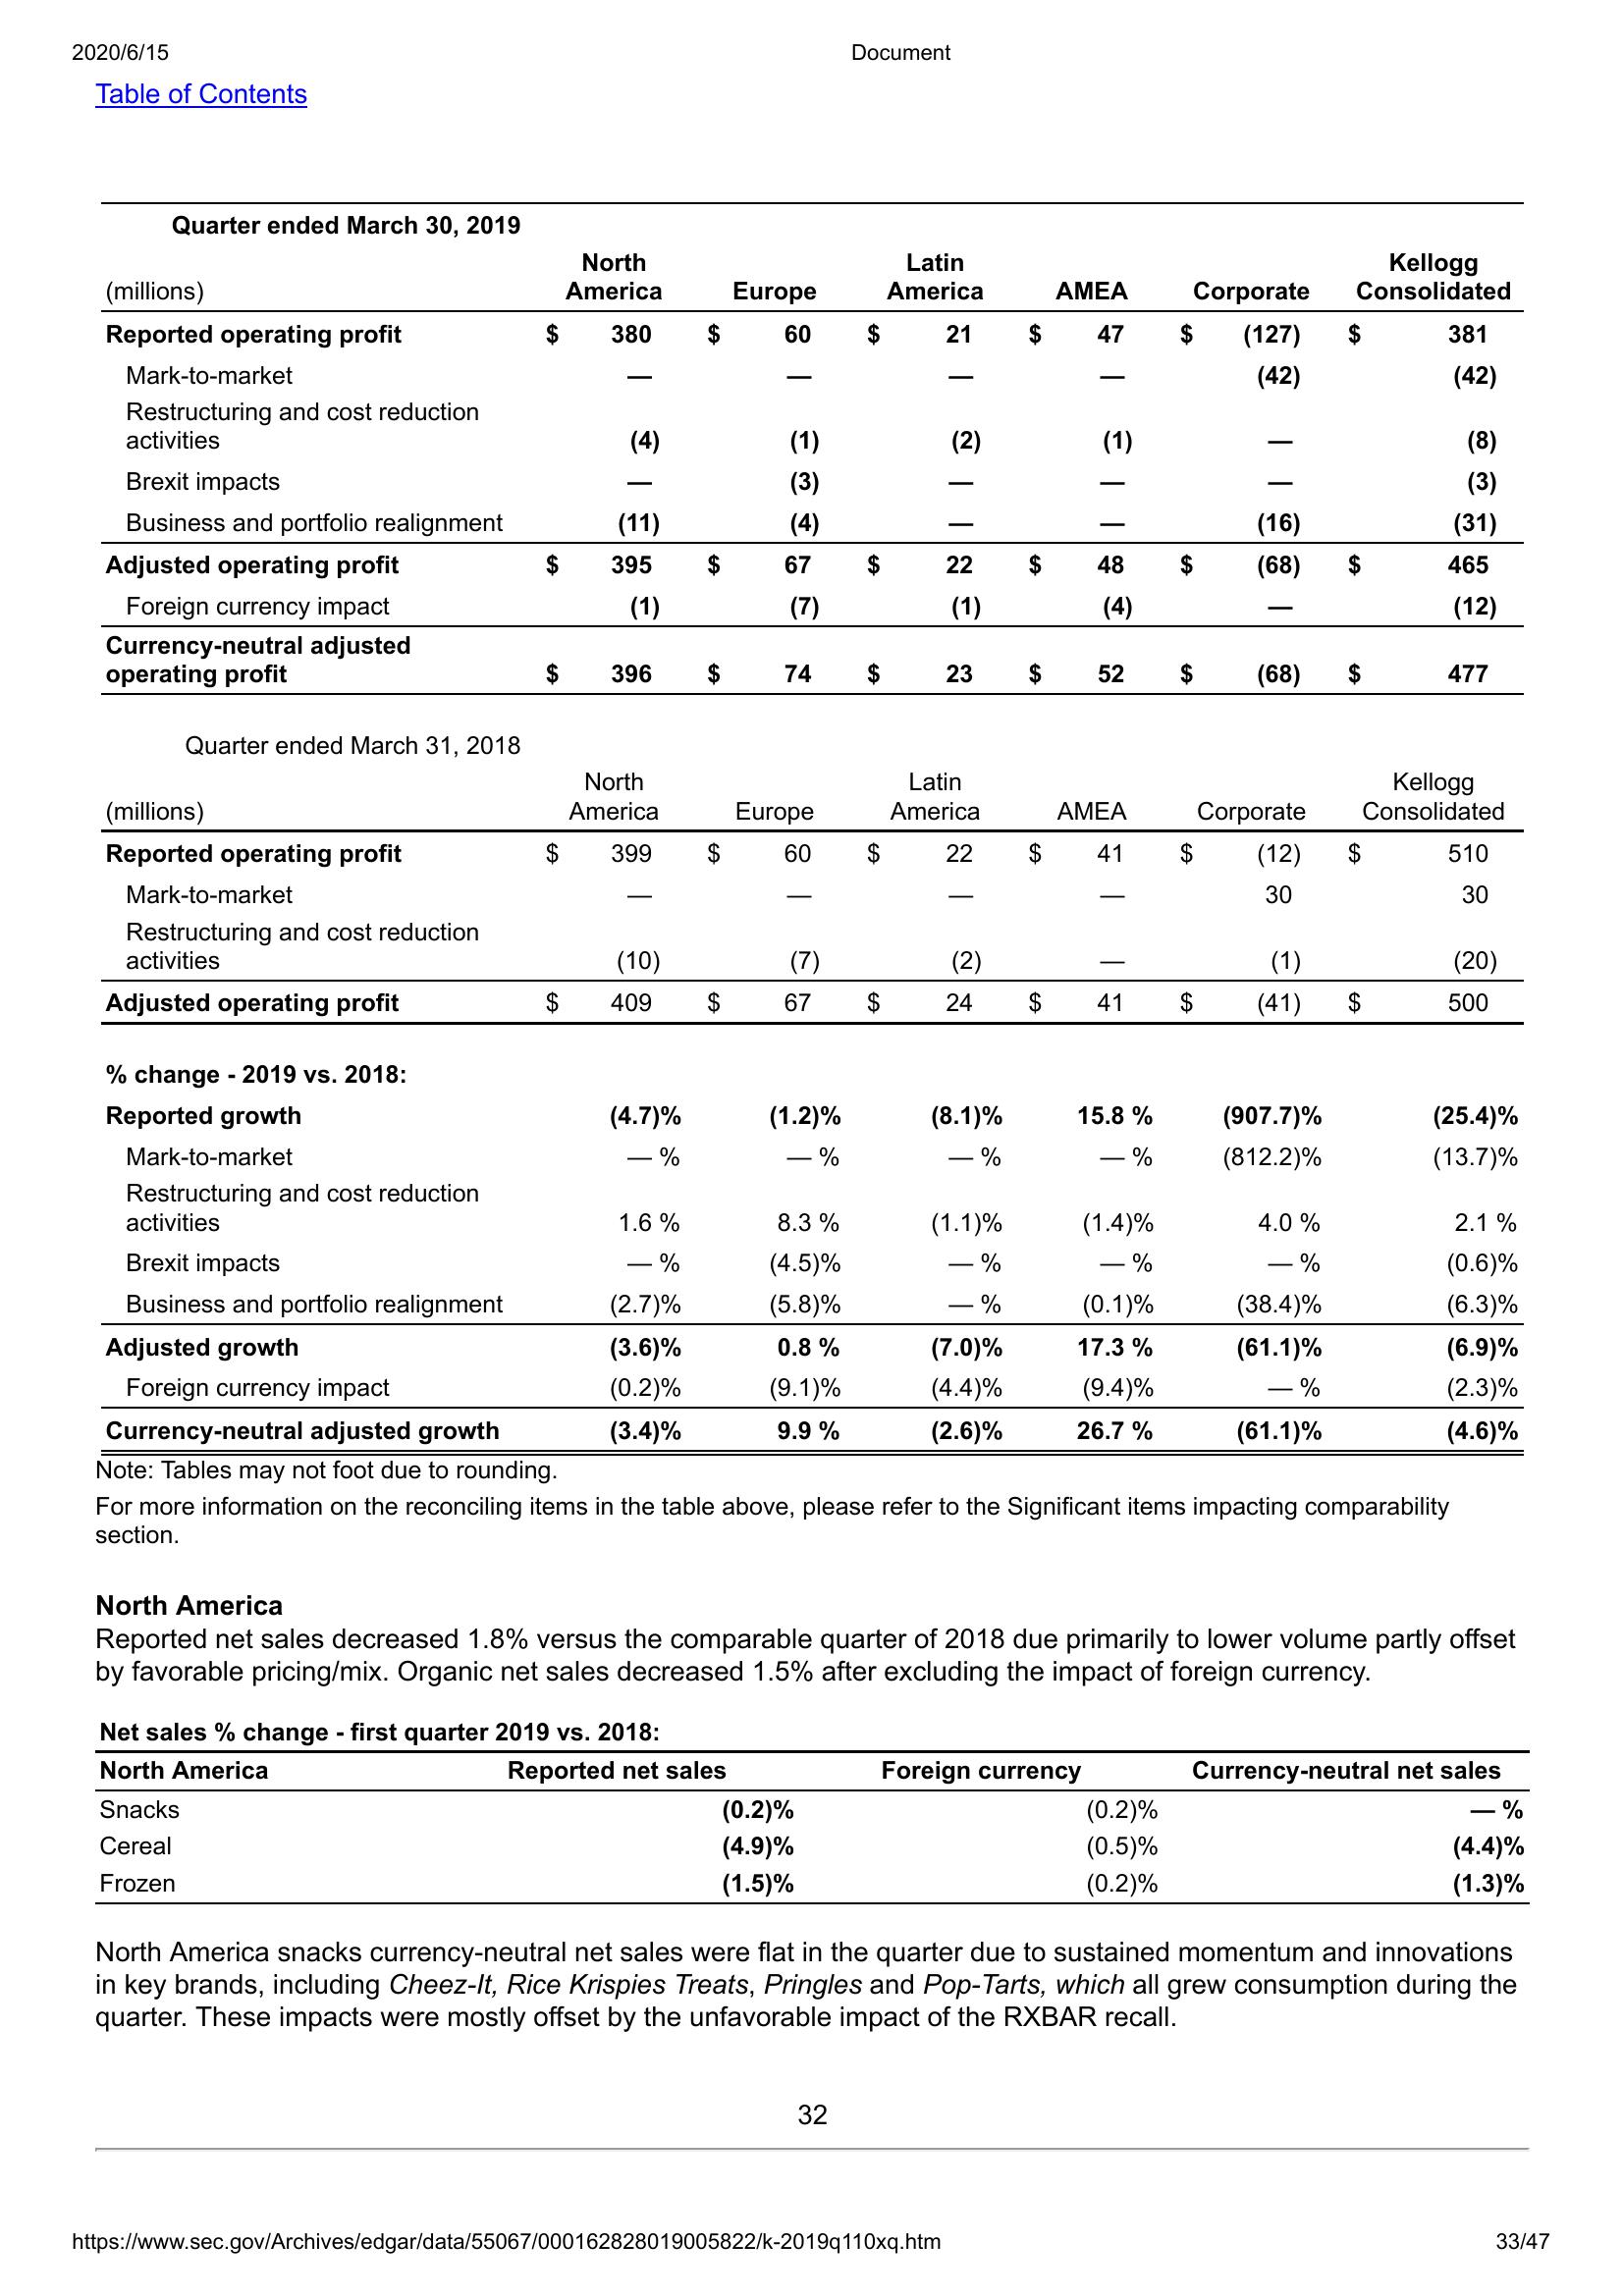 2020/6/15 Document
Table of Contents
Quarter ended March 30, 2019
(millions) North America Europe Latin America AMEA Corporate Kellogg Consolidated
Reported operating profit $ 380 $ 60 $ 21 $ 47 $ (127) $ 381
Mark-to-market — — — — (42) (42)
Restructuring and cost reduction
activities (4) (1) (2) (1) — (8)
Brexit impacts — (3) — — — (3)
Business and portfolio realignment (11) (4) — — (16) (31)
Adjusted operating profit $ 395 $ 67 $ 22 $ 48 $ (68) $ 465
Foreign currency impact (1) (7) (1) (4) — (12)
Currency-neutral adjusted
operating profit $ 396 $ 74 $ 23 $ 52 $ (68) $ 477
Quarter ended March 31, 2018
(millions) North America Europe Latin America AMEA Corporate Kellogg Consolidated
Reported operating profit $ 399 $ 60 $ 22 $ 41 $ (12) $ 510
Mark-to-market — — — — 30 30
Restructuring and cost reduction
activities (10) (7) (2) — (1) (20)
Adjusted operating profit $ 409 $ 67 $ 24 $ 41 $ (41) $ 500
% change - 2019 vs. 2018:
Reported growth (4.7)% (1.2)% (8.1)% 15.8 % (907.7)% (25.4)%
Mark-to-market — % — % — % — % (812.2)% (13.7)%
Restructuring and cost reduction
activities 1.6 % 8.3 % (1.1)% (1.4)% 4.0 % 2.1 %
Brexit impacts — % (4.5)% — % — % — % (0.6)%
Business and portfolio realignment (2.7)% (5.8)% — % (0.1)% (38.4)% (6.3)%
Adjusted growth (3.6)% 0.8 % (7.0)% 17.3 % (61.1)% (6.9)%
Foreign currency impact (0.2)% (9.1)% (4.4)% (9.4)% — % (2.3)%
Currency-neutral adjusted growth (3.4)% 9.9 % (2.6)% 26.7 % (61.1)% (4.6)%
Note: Tables may not foot due to rounding.
For more information on the reconciling items in the table above, please refer to the Significant items impacting comparability
section.
North America
Reported net sales decreased 1.8% versus the comparable quarter of 2018 due primarily to lower volume partly offset
by favorable pricing/mix. Organic net sales decreased 1.5% after excluding the impact of foreign currency.
Net sales % change - first quarter 2019 vs. 2018:
North America Reported net sales Foreign currency Currency-neutral net sales
Snacks (0.2)% (0.2)% — %
Cereal (4.9)% (0.5)% (4.4)%
Frozen (1.5)% (0.2)% (1.3)%
North America snacks currency-neutral net sales were flat in the quarter due to sustained momentum and innovations
in key brands, including Cheez-It, Rice Krispies Treats, Pringles and Pop-Tarts, which all grew consumption during the
quarter. These impacts were mostly offset by the unfavorable impact of the RXBAR recall.
32
https://www.sec.gov/Archives/edgar/data/55067/000162828019005822/k-2019q110xq.htm 33/47